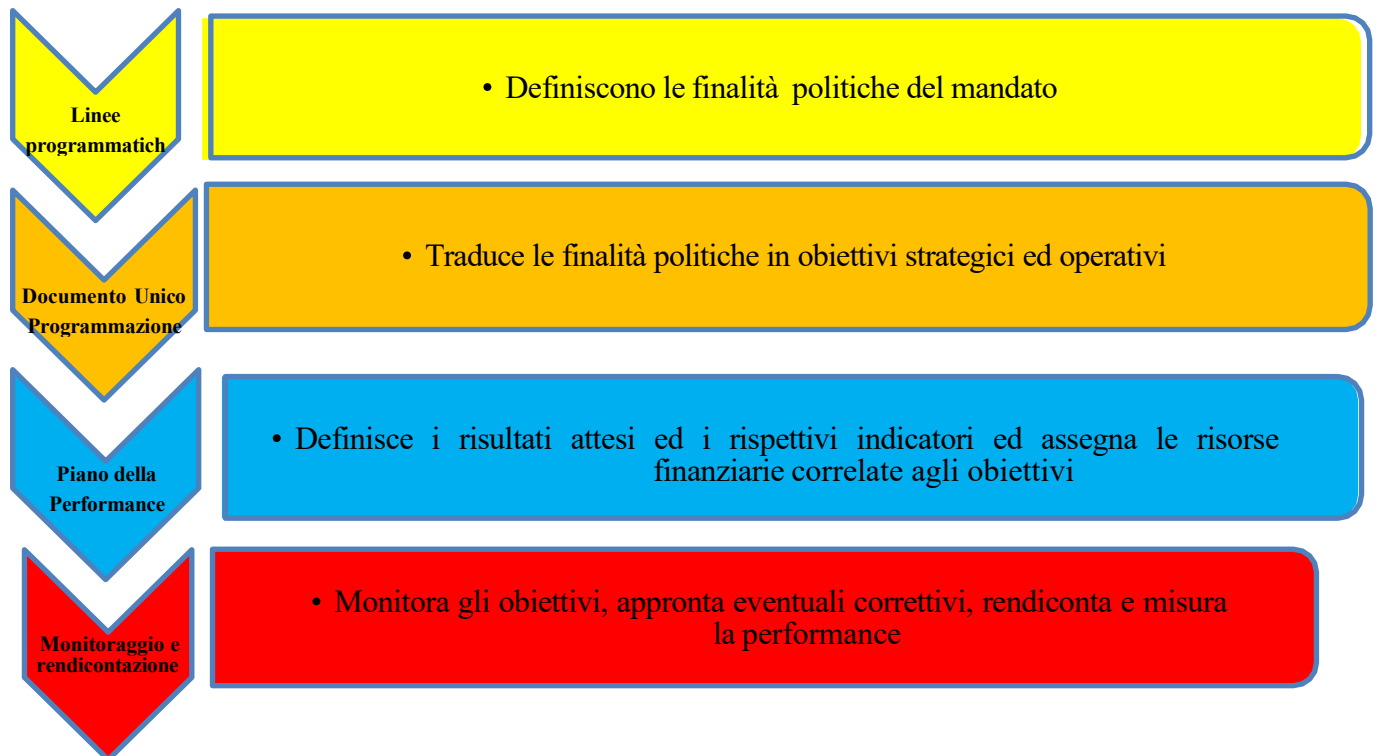 Linee
programmatich
• Definiscono le finalità politiche del mandato
Documento Unico
Programmazione
• Traduce le finalità politiche in obiettivi strategici ed operativi
Piano della
Performance
• Definisce i risultati attesi ed i rispettivi indicatori ed assegna le risorse
finanziarie correlate agli obiettivi
Monitoraggio e
rendicontazione
• Monitora gli obiettivi, appronta eventuali correttivi, rendiconta e misura
la performance